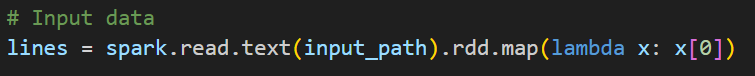 # Input data
lines = spark.read.text(input_path).rdd.map(lambda x: x[0])